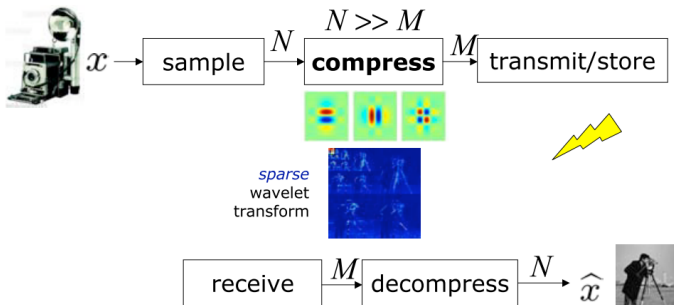 N >> M
x
sample
N
compress
M
transmit/store
sparse
wavelet
transform
receive
M
decompress
N
x̂